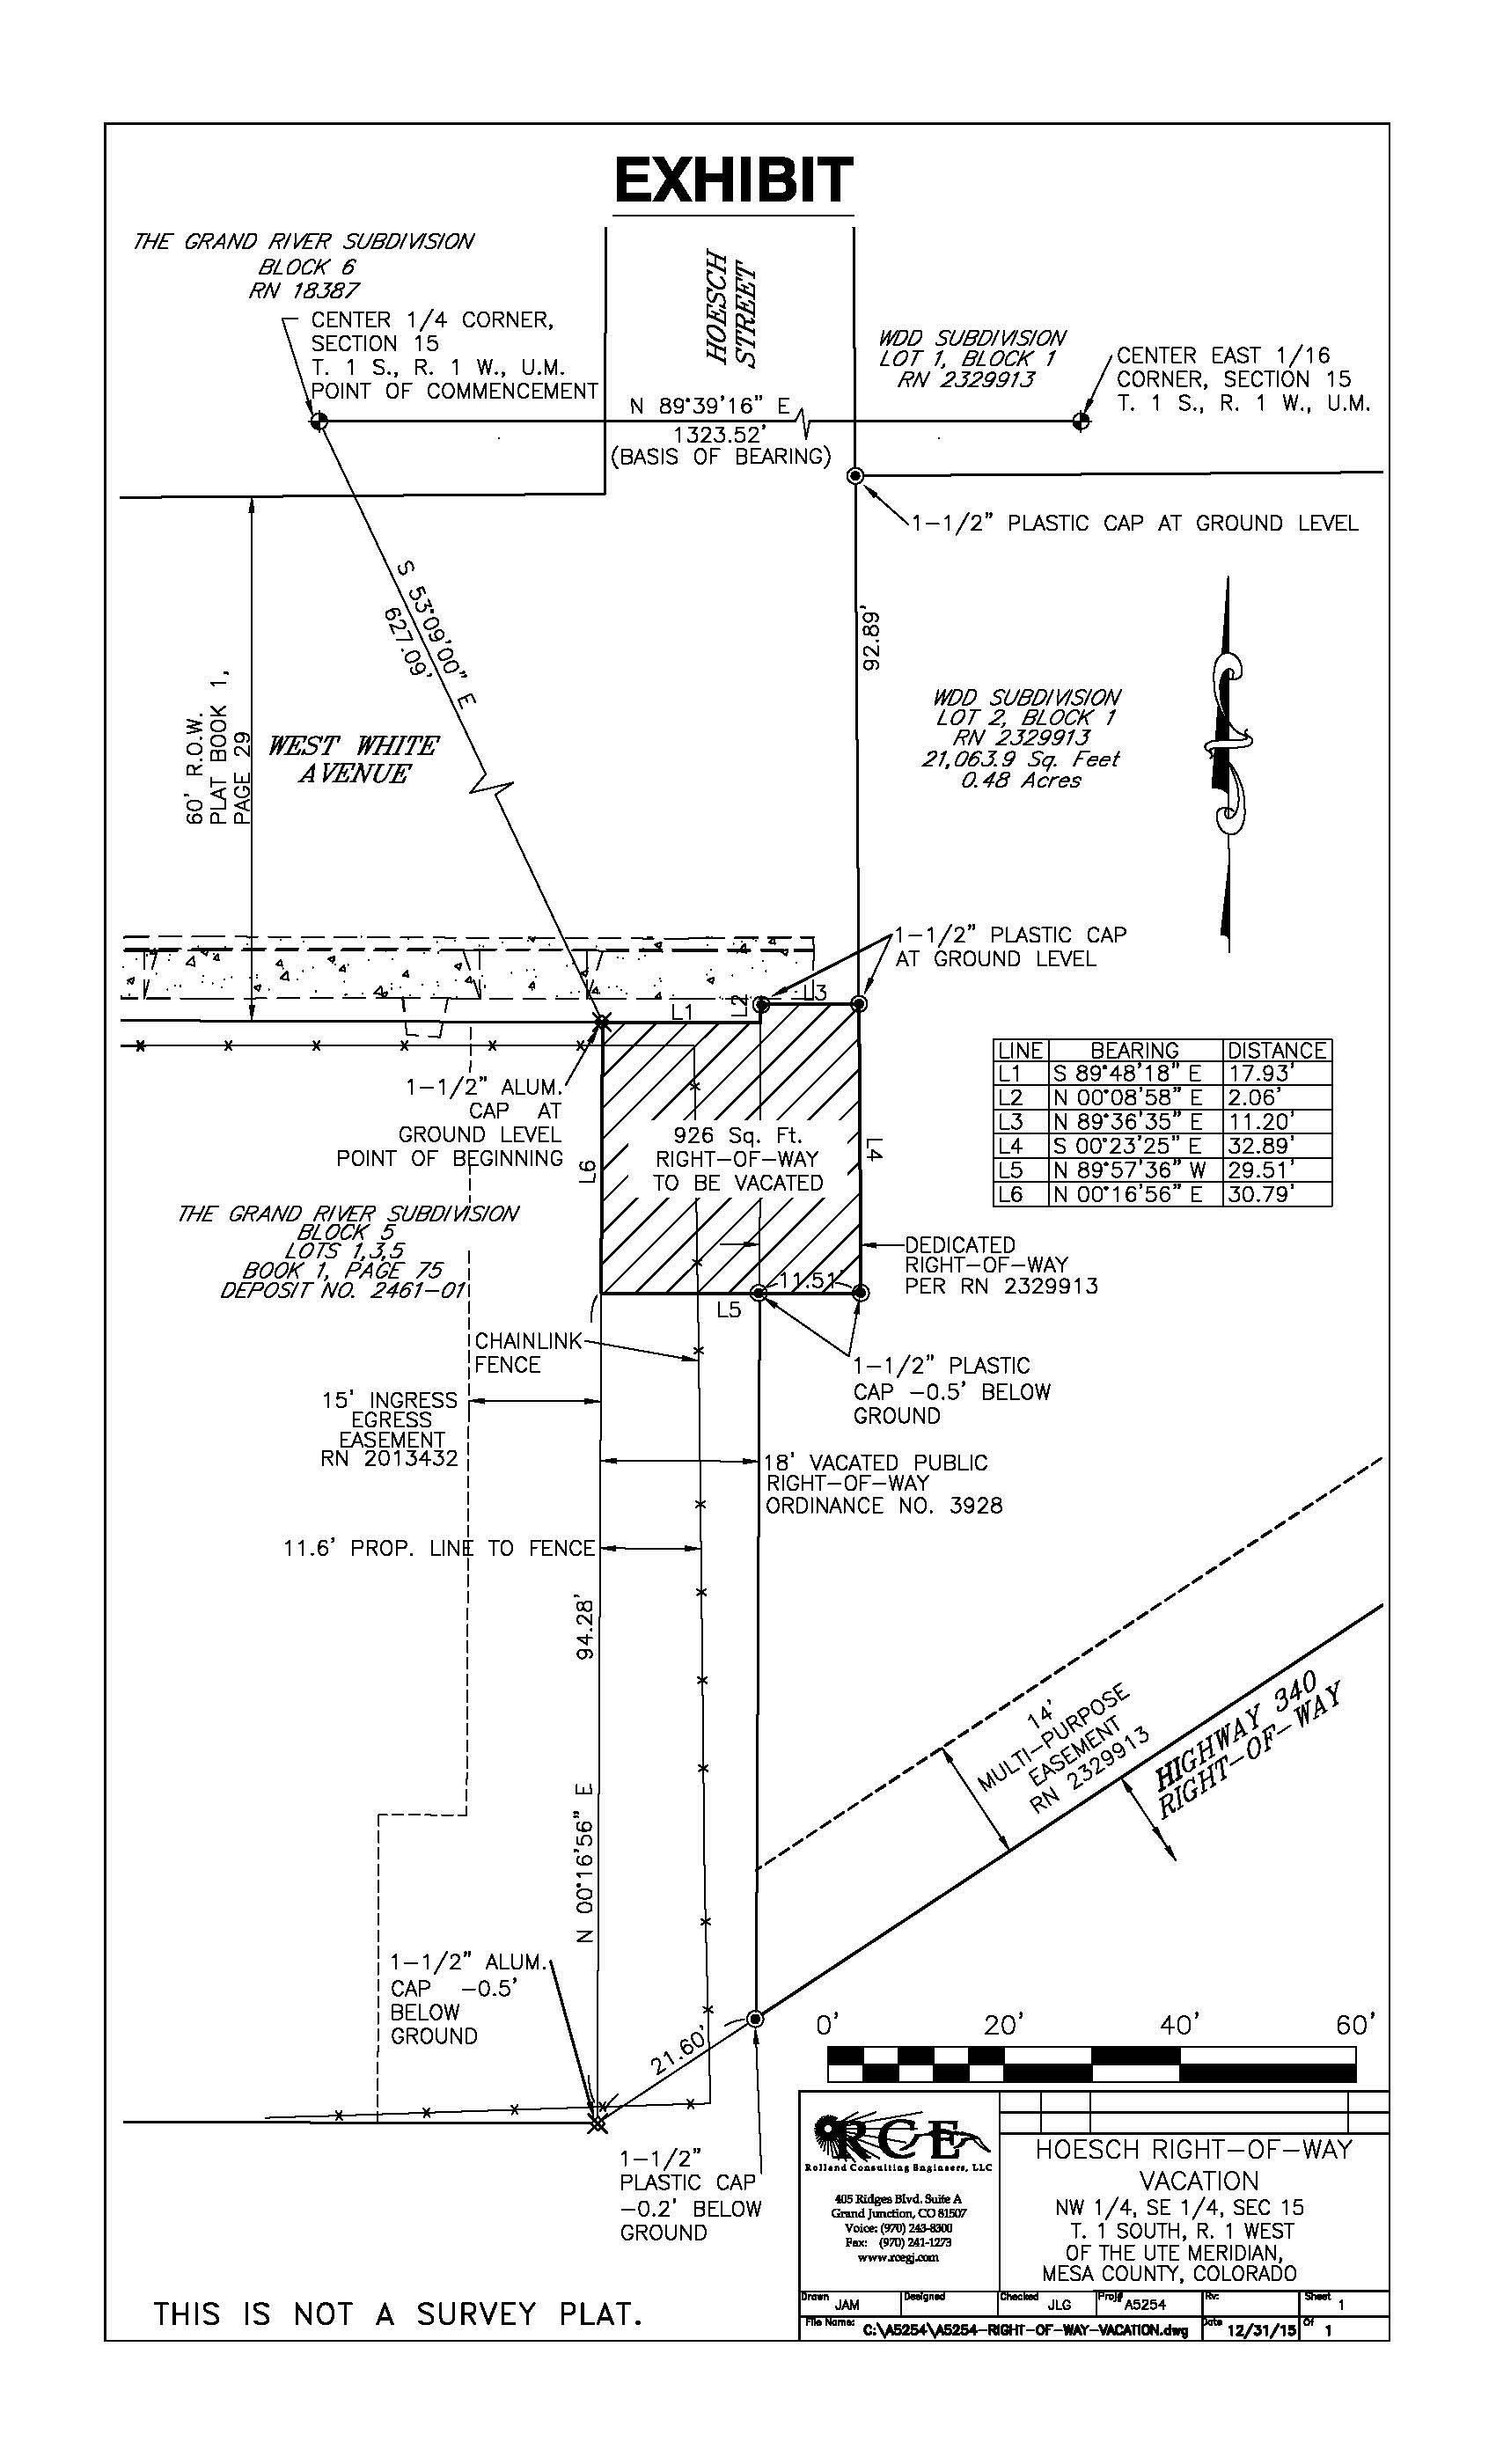 EXHIBIT
THE GRAND RIVER SUBDIVISION
BLOCK 6
RN 18387
CENTER 1/4 CORNER,
SECTION 15
T. 1 S., R. 1 W., U.M.
POINT OF COMMENCEMENT
HOESCH
STREET
WDD SUBDIVISION
LOT 1, BLOCK 1
RN 2329913
CENTER EAST 1/16
CORNER, SECTION 15
T. 1 S., R. 1 W., U.M.
N 89°39'16" E
1323.52'
(BASIS OF BEARING)
1-1/2" PLASTIC CAP AT GROUND LEVEL
S 53°09'00" E
627.09'
92.89'
60' R.O.W.
PLAT BOOK 1,
PAGE 29
WEST WHITE
AVENUE
WDD SUBDIVISION
LOT 2, BLOCK 1
RN 2329913
21,063.9 Sq. Feet
0.48 Acres
1-1/2" PLASTIC CAP
AT GROUND LEVEL
L1
L2
L3
LINE BEARING DISTANCE
L1 S 89°48'18" E 17.93'
L2 N 00°08'58" E 2.06'
L3 N 89°36'35" E 11.20'
L4 S 00°23'25" E 32.89'
L5 N 89°57'36" W 29.51'
L6 N 00°16'56" E 30.79'
1-1/2" ALUM.
CAP AT
GROUND LEVEL
POINT OF BEGINNING
L6
926 Sq. Ft.
RIGHT-OF-WAY
TO BE VACATED
L4
THE GRAND RIVER SUBDIVISION
BLOCK 5
LOTS 1,3,5
BOOK 1, PAGE 75
DEPOSIT NO. 2461-01
DEDICATED
RIGHT-OF-WAY
PER RN 2329913
11.51'
L5
CHAINLINK
FENCE
1-1/2" PLASTIC
CAP -0.5' BELOW
GROUND
15' INGRESS
EGRESS
EASEMENT
RN 2013432
18' VACATED PUBLIC
RIGHT-OF-WAY
ORDINANCE NO. 3928
11.6' PROP. LINE TO FENCE
94.28'
N 00°16'56" E
14'
MULTI-PURPOSE
EASEMENT
RN 2329913
HIGHWAY 340
RIGHT-OF-WAY
1-1/2" ALUM.
CAP -0.5'
BELOW
GROUND
21.60'
0' 20' 40' 60'
1-1/2"
PLASTIC CAP
-0.2' BELOW
GROUND
RCE
Rolland Consulting Engineers, LLC
405 Ridges Blvd. Suite A
Grand Junction, CO 81507
Voice: (970) 243-8300
Fax: (970) 241-1273
www.rcegj.com
HOESCH RIGHT-OF-WAY
VACATION
NW 1/4, SE 1/4, SEC 15
T. 1 SOUTH, R. 1 WEST
OF THE UTE MERIDIAN,
MESA COUNTY, COLORADO
Drawn JAM Designed Checked JLG Proj# A5254 Rv: Sheet 1
File Name: C:\A5254\A5254-RIGHT-OF-WAY-VACATION.dwg Date 12/31/15 Of 1
THIS IS NOT A SURVEY PLAT.